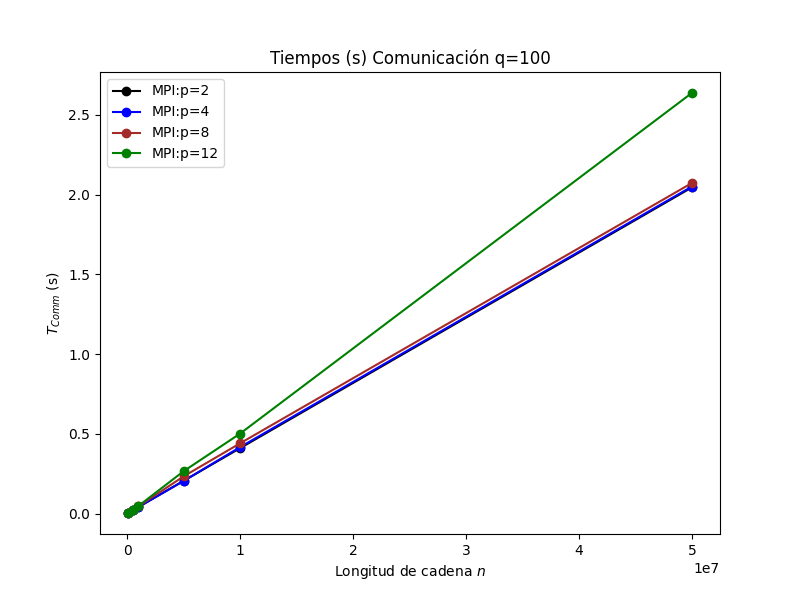 Tiempos (s) Comunicación q=100
MPI:p=2
MPI:p=4
MPI:p=8
MPI:p=12
2.5
2.0
1.5
1.0
0.5
0.0
T_Comm (s)
0 1 2 3 4 5
1e7
Longitud de cadena n